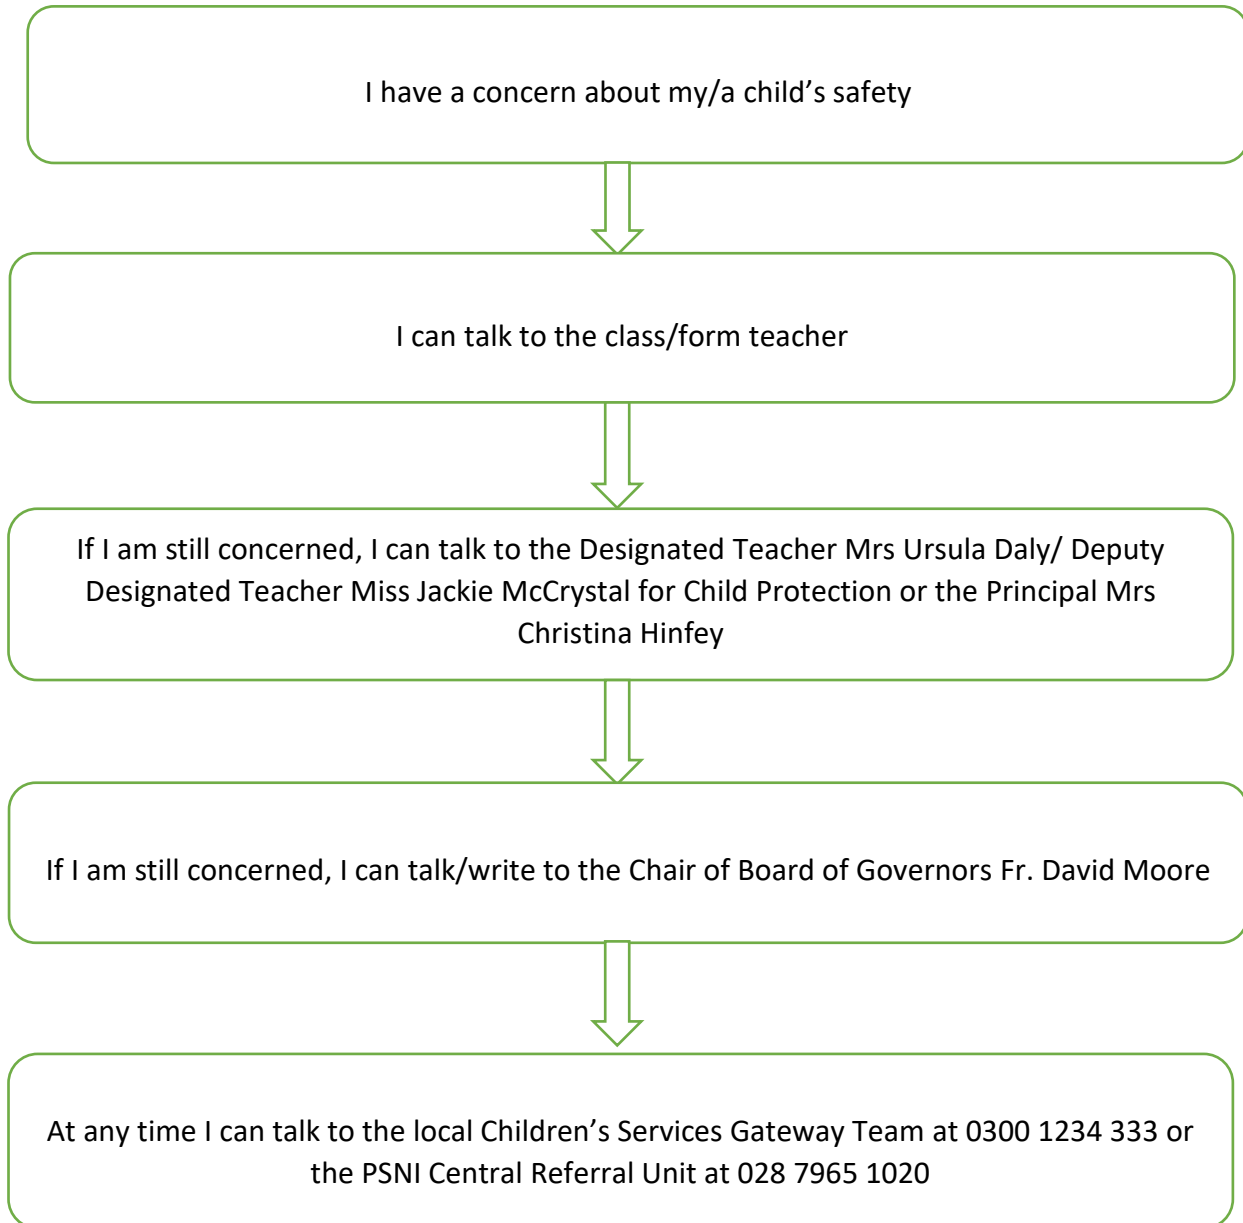 I have a concern about my/a child’s safety
I can talk to the class/form teacher
If I am still concerned, I can talk to the Designated Teacher Mrs Ursula Daly/ Deputy
Designated Teacher Miss Jackie McCrystal for Child Protection or the Principal Mrs
Christina Hinfey
If I am still concerned, I can talk/write to the Chair of Board of Governors Fr. David Moore
At any time I can talk to the local Children’s Services Gateway Team at 0300 1234 333 or
the PSNI Central Referral Unit at 028 7965 1020